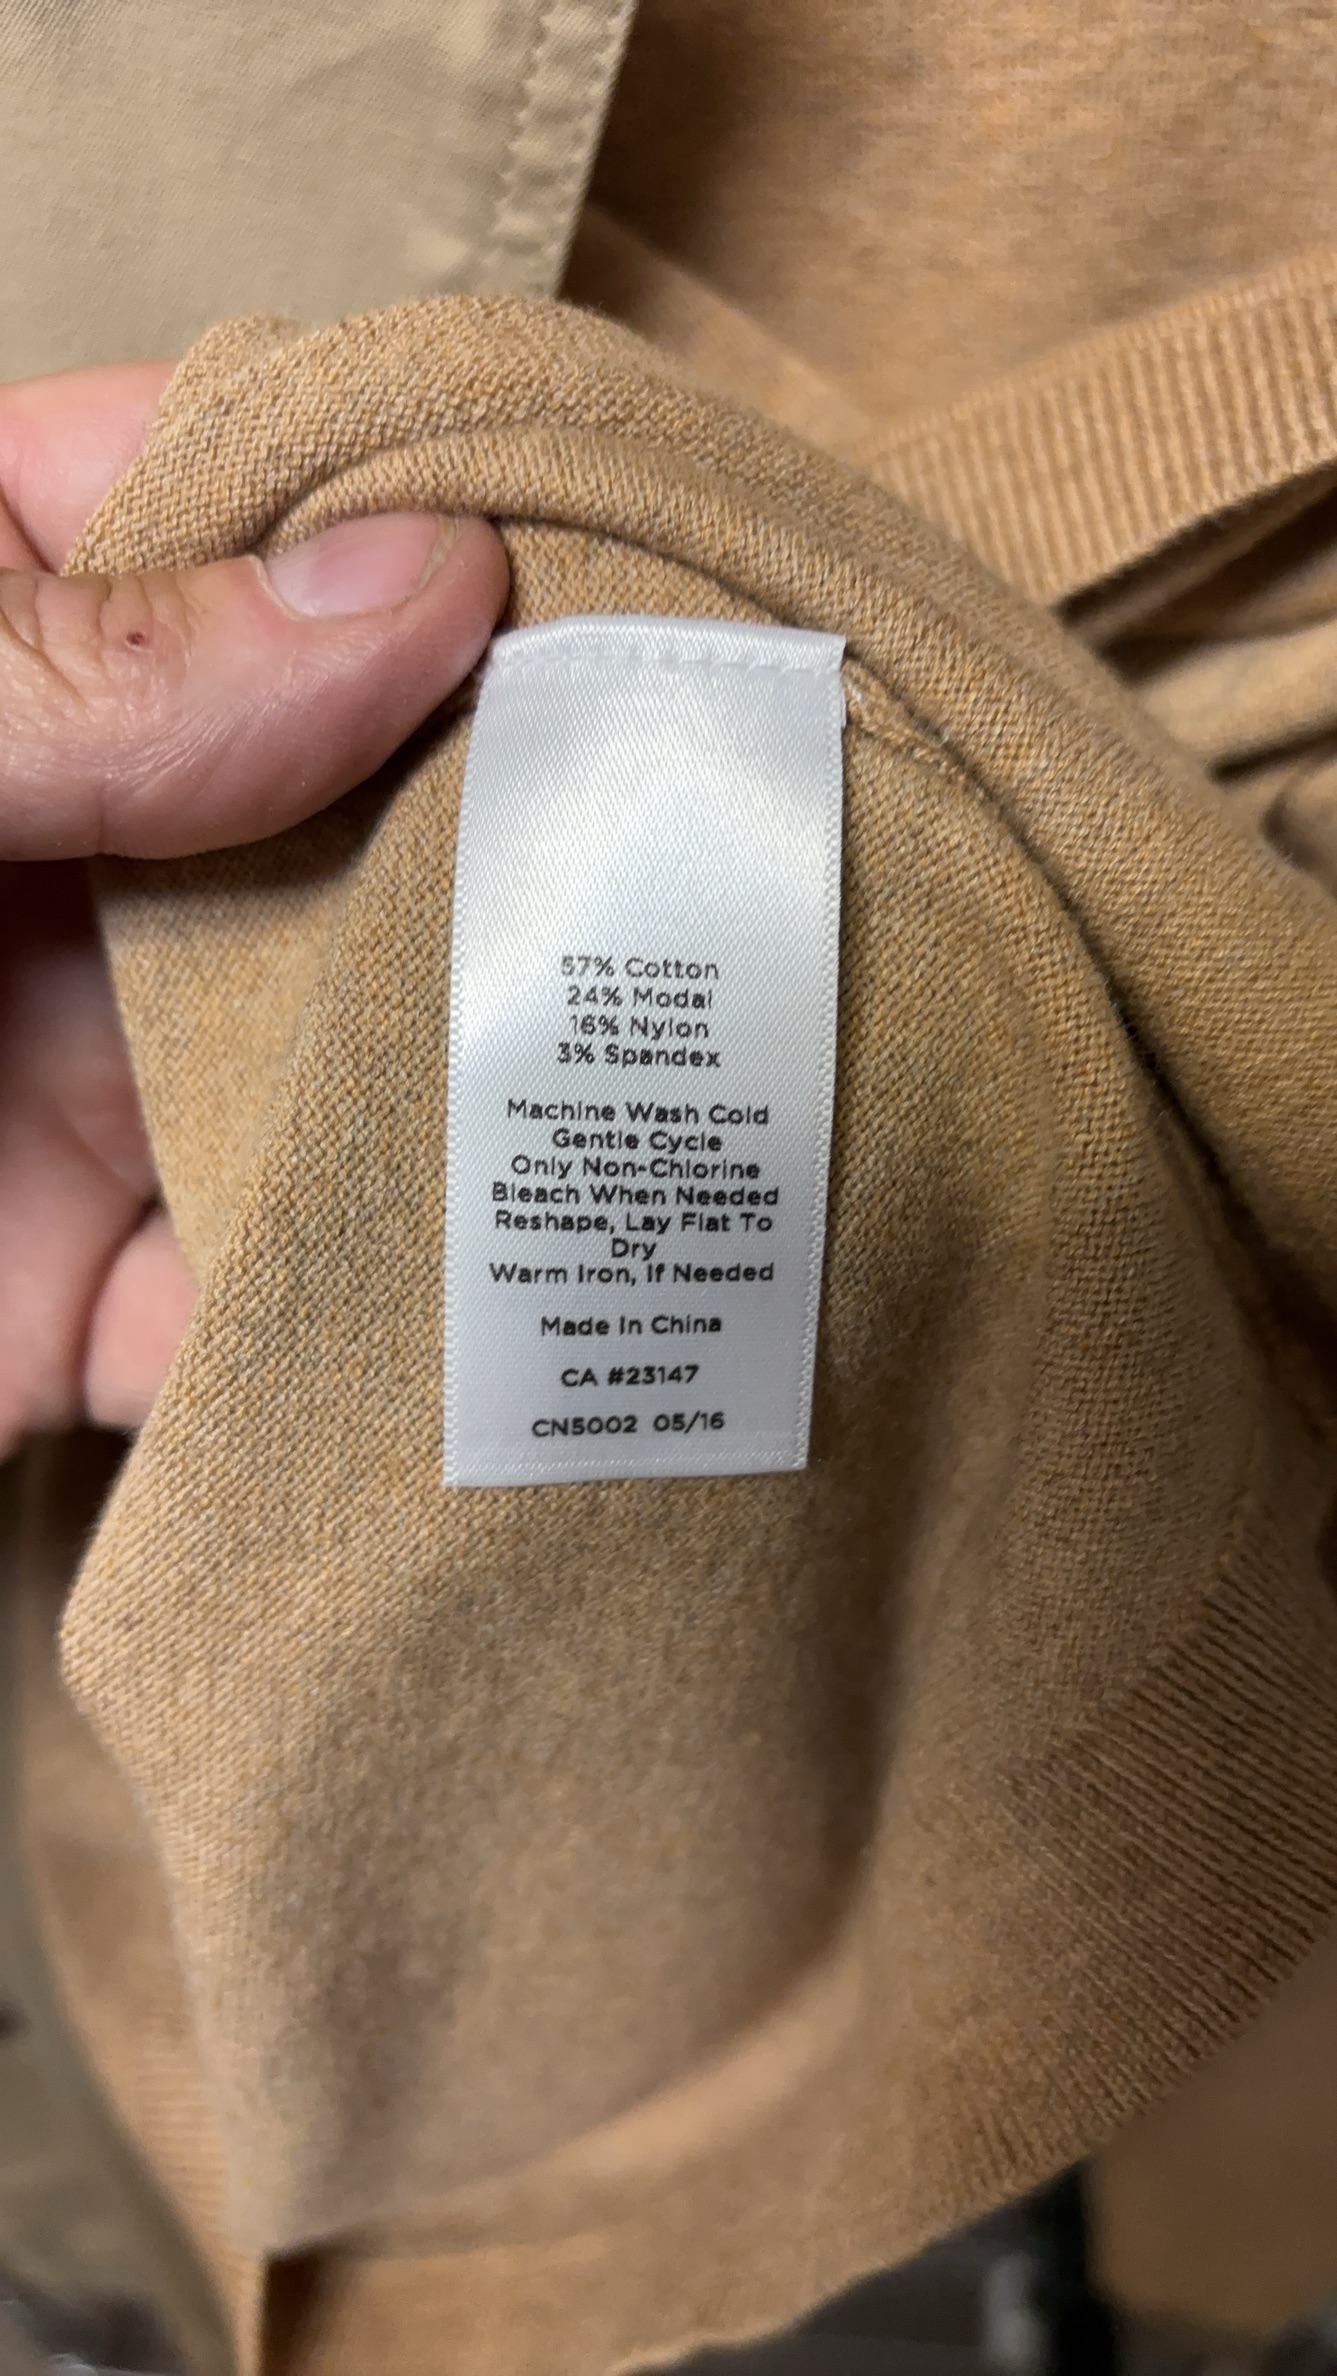 57% Cotton
24% Modal
16% Nylon
3% Spandex
Machine Wash Cold
Gentle Cycle
Only Non-Chlorine
Bleach When Needed
Reshape, Lay Flat To
Dry
Warm Iron, If Needed
Made In China
CA #23147
CN5002 05/16